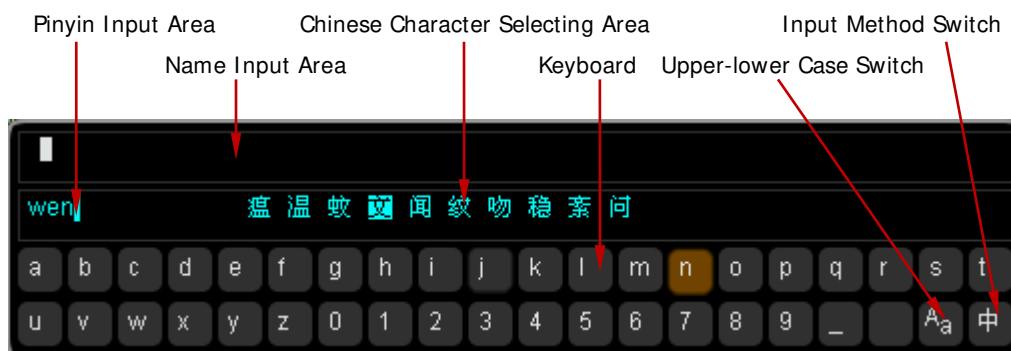 Pinyin Input Area Chinese Character Selecting Area Input Method Switch
Name Input Area Keyboard Upper-lower Case Switch
wen 瘟 温 蚊 文 闻 纹 吻 稳 紊 问
a b c d e f g h i j k l m n o p q r s t
u v w x y z 0 1 2 3 4 5 6 7 8 9 _ Aa 中